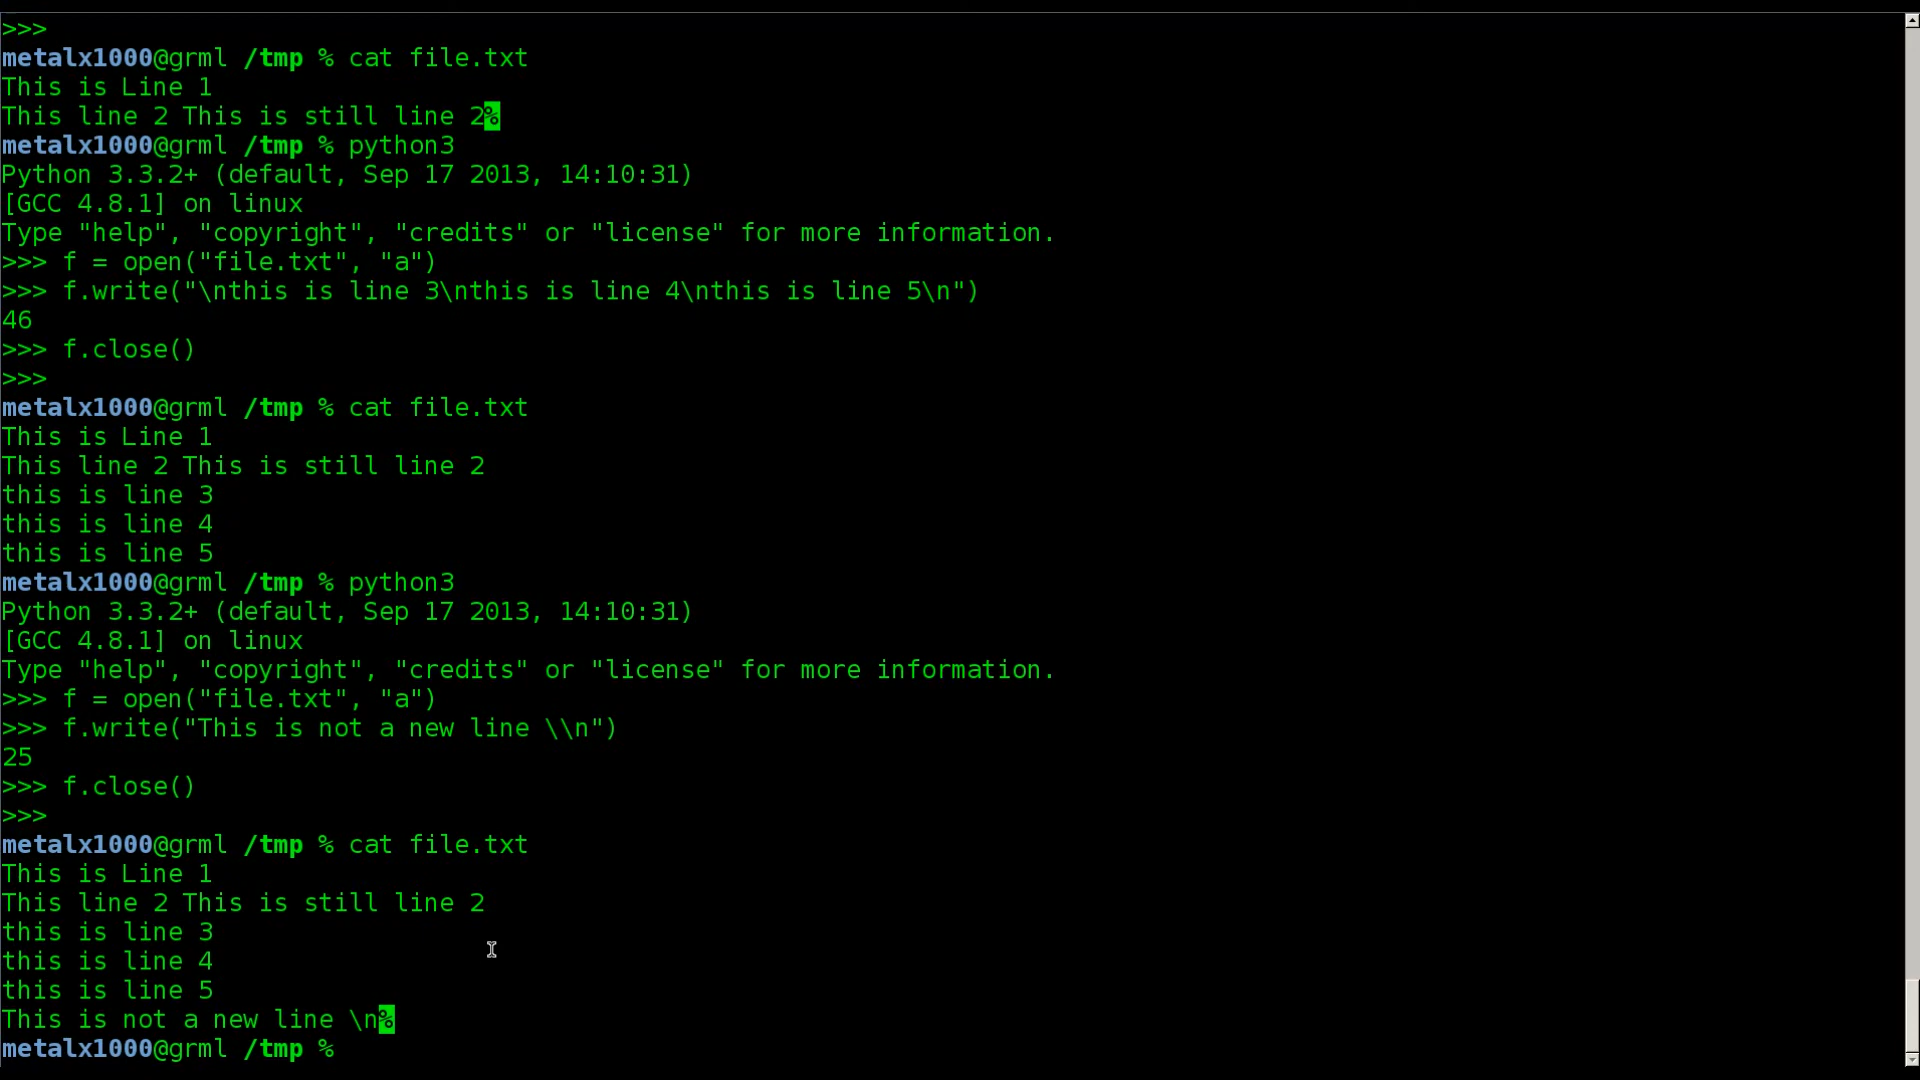 >>>
metalx1000@grml /tmp % cat file.txt
This is Line 1
This line 2 This is still line 2%
metalx1000@grml /tmp % python3
Python 3.3.2+ (default, Sep 17 2013, 14:10:31)
[GCC 4.8.1] on linux
Type "help", "copyright", "credits" or "license" for more information.
>>> f = open("file.txt", "a")
>>> f.write("\nthis is line 3\nthis is line 4\nthis is line 5\n")
46
>>> f.close()
>>>
metalx1000@grml /tmp % cat file.txt
This is Line 1
This line 2 This is still line 2
this is line 3
this is line 4
this is line 5
metalx1000@grml /tmp % python3
Python 3.3.2+ (default, Sep 17 2013, 14:10:31)
[GCC 4.8.1] on linux
Type "help", "copyright", "credits" or "license" for more information.
>>> f = open("file.txt", "a")
>>> f.write("This is not a new line \\n")
25
>>> f.close()
>>>
metalx1000@grml /tmp % cat file.txt
This is Line 1
This line 2 This is still line 2
this is line 3
this is line 4
this is line 5
This is not a new line \n%
metalx1000@grml /tmp %